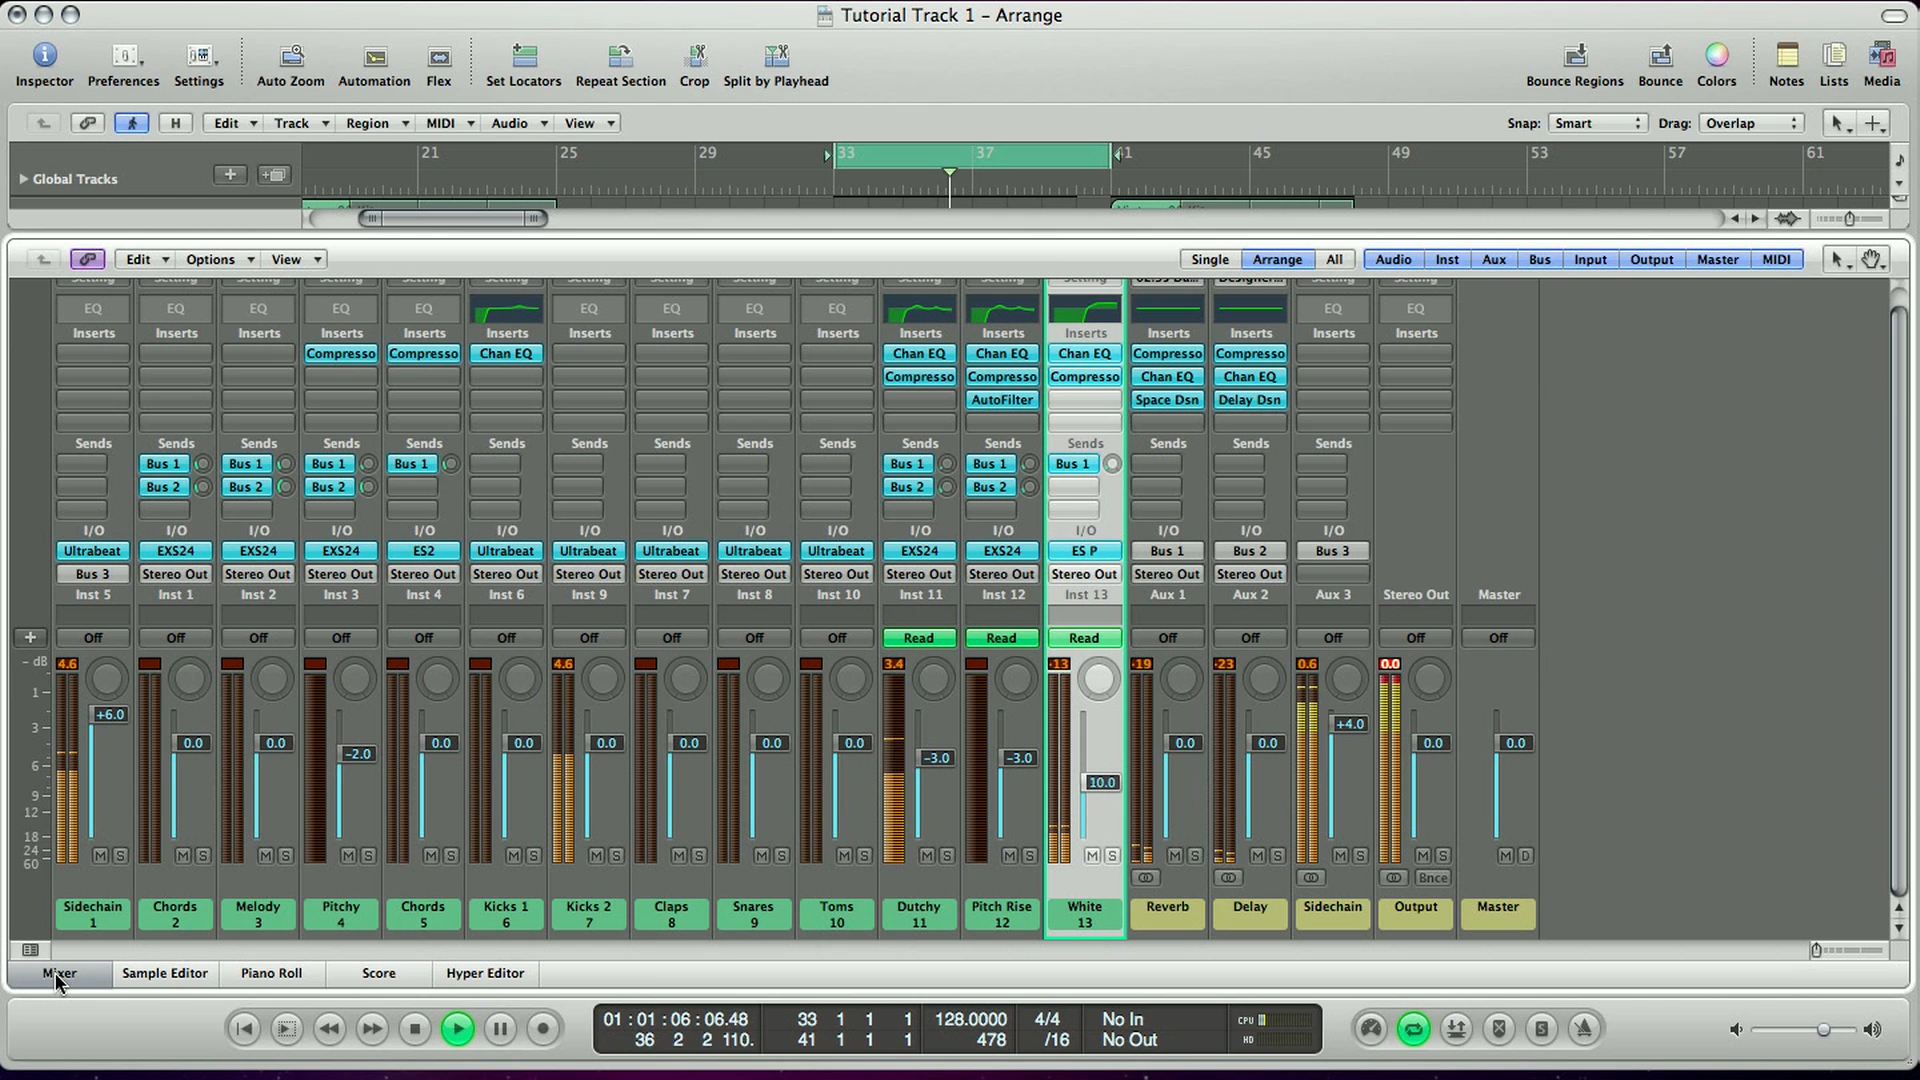 Tutorial Track 1 – Arrange
Inspector Preferences Settings Auto Zoom Automation Flex Set Locators Repeat Section Crop Split by Playhead Bounce Regions Bounce Colors Notes Lists Media
H Edit Track Region MIDI Audio View Snap: Smart Drag: Overlap
21 25 29 33 37 41 45 49 53 57 61
Global Tracks
Edit Options View Single Arrange All Audio Inst Aux Bus Input Output Master MIDI
EQ EQ EQ EQ EQ EQ EQ EQ EQ EQ EQ
Inserts Inserts Inserts Inserts Inserts Inserts Inserts Inserts Inserts Inserts Inserts Inserts Inserts Inserts Inserts Inserts Inserts
Compresso Compresso Chan EQ Chan EQ Chan EQ Chan EQ Compresso Compresso
Compresso Compresso Compresso Chan EQ Chan EQ
AutoFilter Space Dsn Delay Dsn
Sends Sends Sends Sends Sends Sends Sends Sends Sends Sends Sends Sends Sends Sends Sends Sends
Bus 1 Bus 1 Bus 1 Bus 1 Bus 1 Bus 1 Bus 1
Bus 2 Bus 2 Bus 2 Bus 2 Bus 2
I/O I/O I/O I/O I/O I/O I/O I/O I/O I/O I/O I/O I/O I/O I/O I/O
Ultrabeat EXS24 EXS24 EXS24 ES2 Ultrabeat Ultrabeat Ultrabeat Ultrabeat Ultrabeat EXS24 EXS24 ES P Bus 1 Bus 2 Bus 3
Bus 3 Stereo Out Stereo Out Stereo Out Stereo Out Stereo Out Stereo Out Stereo Out Stereo Out Stereo Out Stereo Out Stereo Out Stereo Out Stereo Out Stereo Out
Inst 5 Inst 1 Inst 2 Inst 3 Inst 4 Inst 6 Inst 9 Inst 7 Inst 8 Inst 10 Inst 11 Inst 12 Inst 13 Aux 1 Aux 2 Aux 3 Stereo Out Master
Off Off Off Off Off Off Off Off Off Off Read Read Read Off Off Off Off Off
- dB 4.6 4.6 3.4 -13 -19 -23 0.6 0.0
1
+6.0
3 +4.0
0.0 0.0 0.0 0.0 0.0 0.0 0.0 0.0 0.0 0.0 0.0 0.0
-2.0 -3.0 -3.0
6
10.0
9
12
18
24
60
M S M S M S M S M S M S M S M S M S M S M S M S M S M S M S M S M S M D
Bnce
Sidechain Chords Melody Pitchy Chords Kicks 1 Kicks 2 Claps Snares Toms Dutchy Pitch Rise White Reverb Delay Sidechain Output Master
1 2 3 4 5 6 7 8 9 10 11 12 13
Mixer Sample Editor Piano Roll Score Hyper Editor
01 : 01 : 06 : 06.48 33 1 1 1 128.0000 4/4 No In CPU
36 2 2 110. 41 1 1 1 478 /16 No Out HD